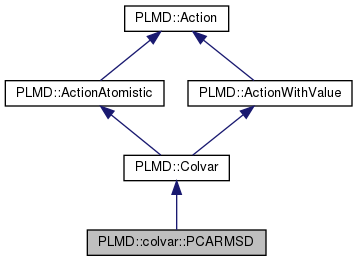 PLMD::Action
PLMD::ActionAtomistic
PLMD::ActionWithValue
PLMD::Colvar
PLMD::colvar::PCARMSD